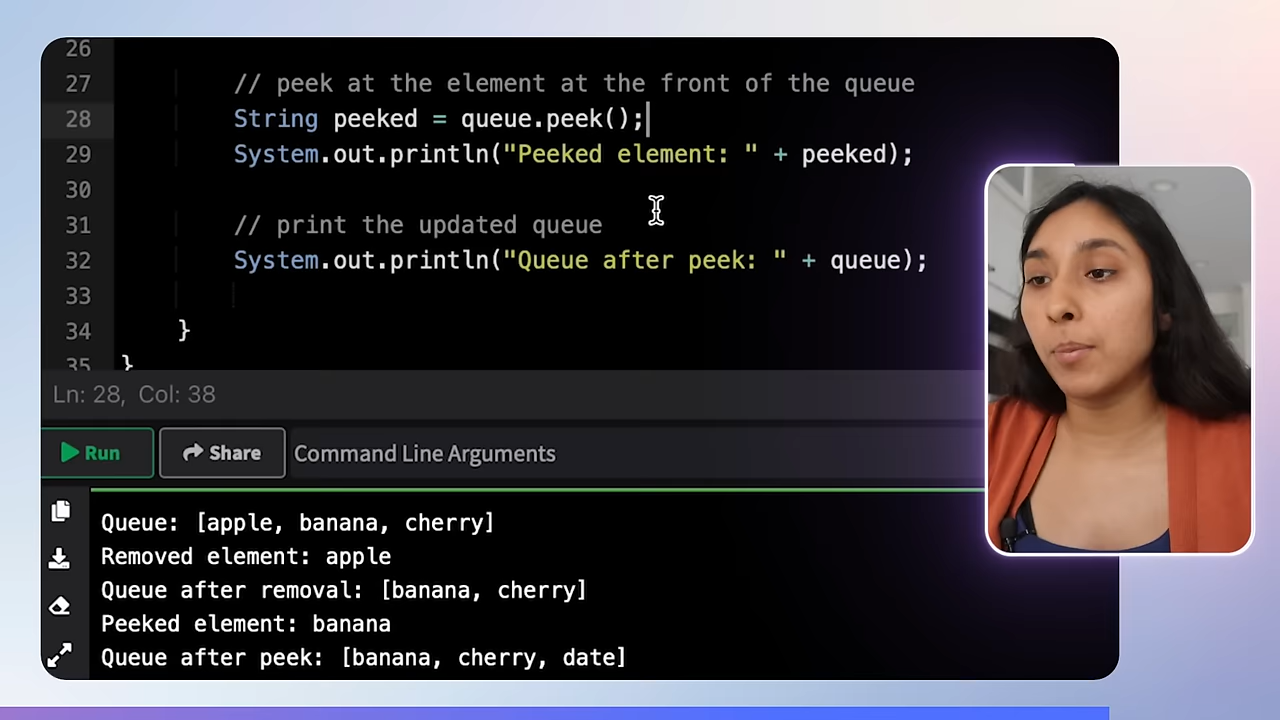 26
27 // peek at the element at the front of the queue
28 String peeked = queue.peek();
29 System.out.println("Peeked element: " + peeked);
30
31 // print the updated queue
32 System.out.println("Queue after peek: " + queue);
33
34 }
35 }
Ln: 28, Col: 38
Run Share Command Line Arguments
Queue: [apple, banana, cherry]
Removed element: apple
Queue after removal: [banana, cherry]
Peeked element: banana
Queue after peek: [banana, cherry, date]